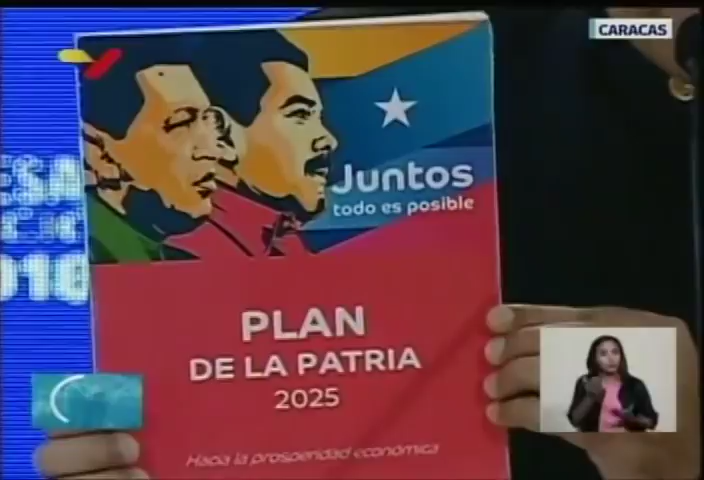 CARACAS
Juntos
todo es posible
PLAN
DE LA PATRIA
2025
Hacia la prosperidad económica